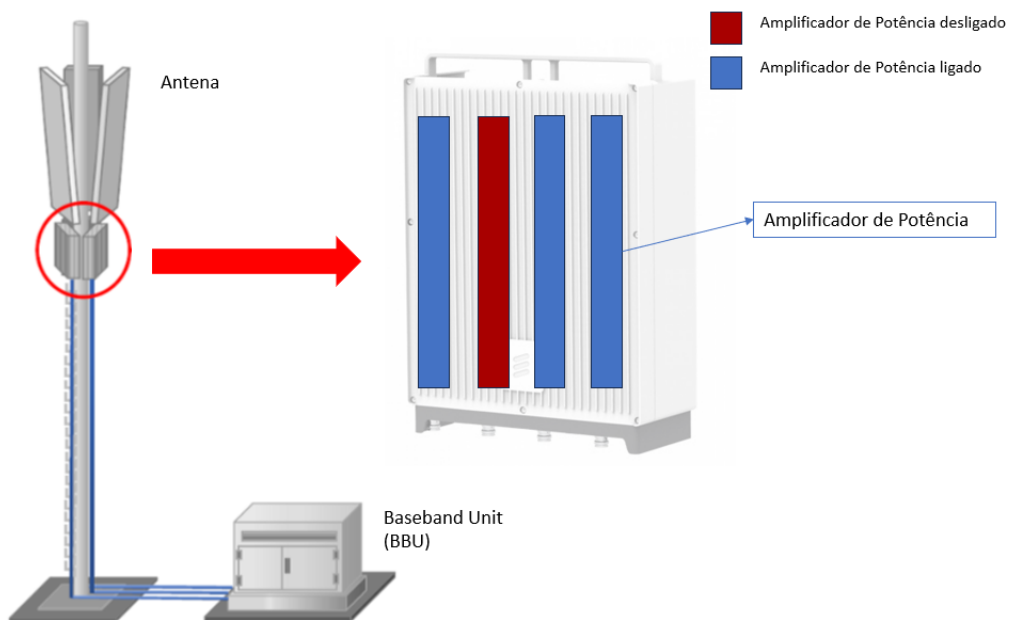 Amplificador de Potência desligado
Amplificador de Potência ligado
Antena
Amplificador de Potência
Baseband Unit
(BBU)